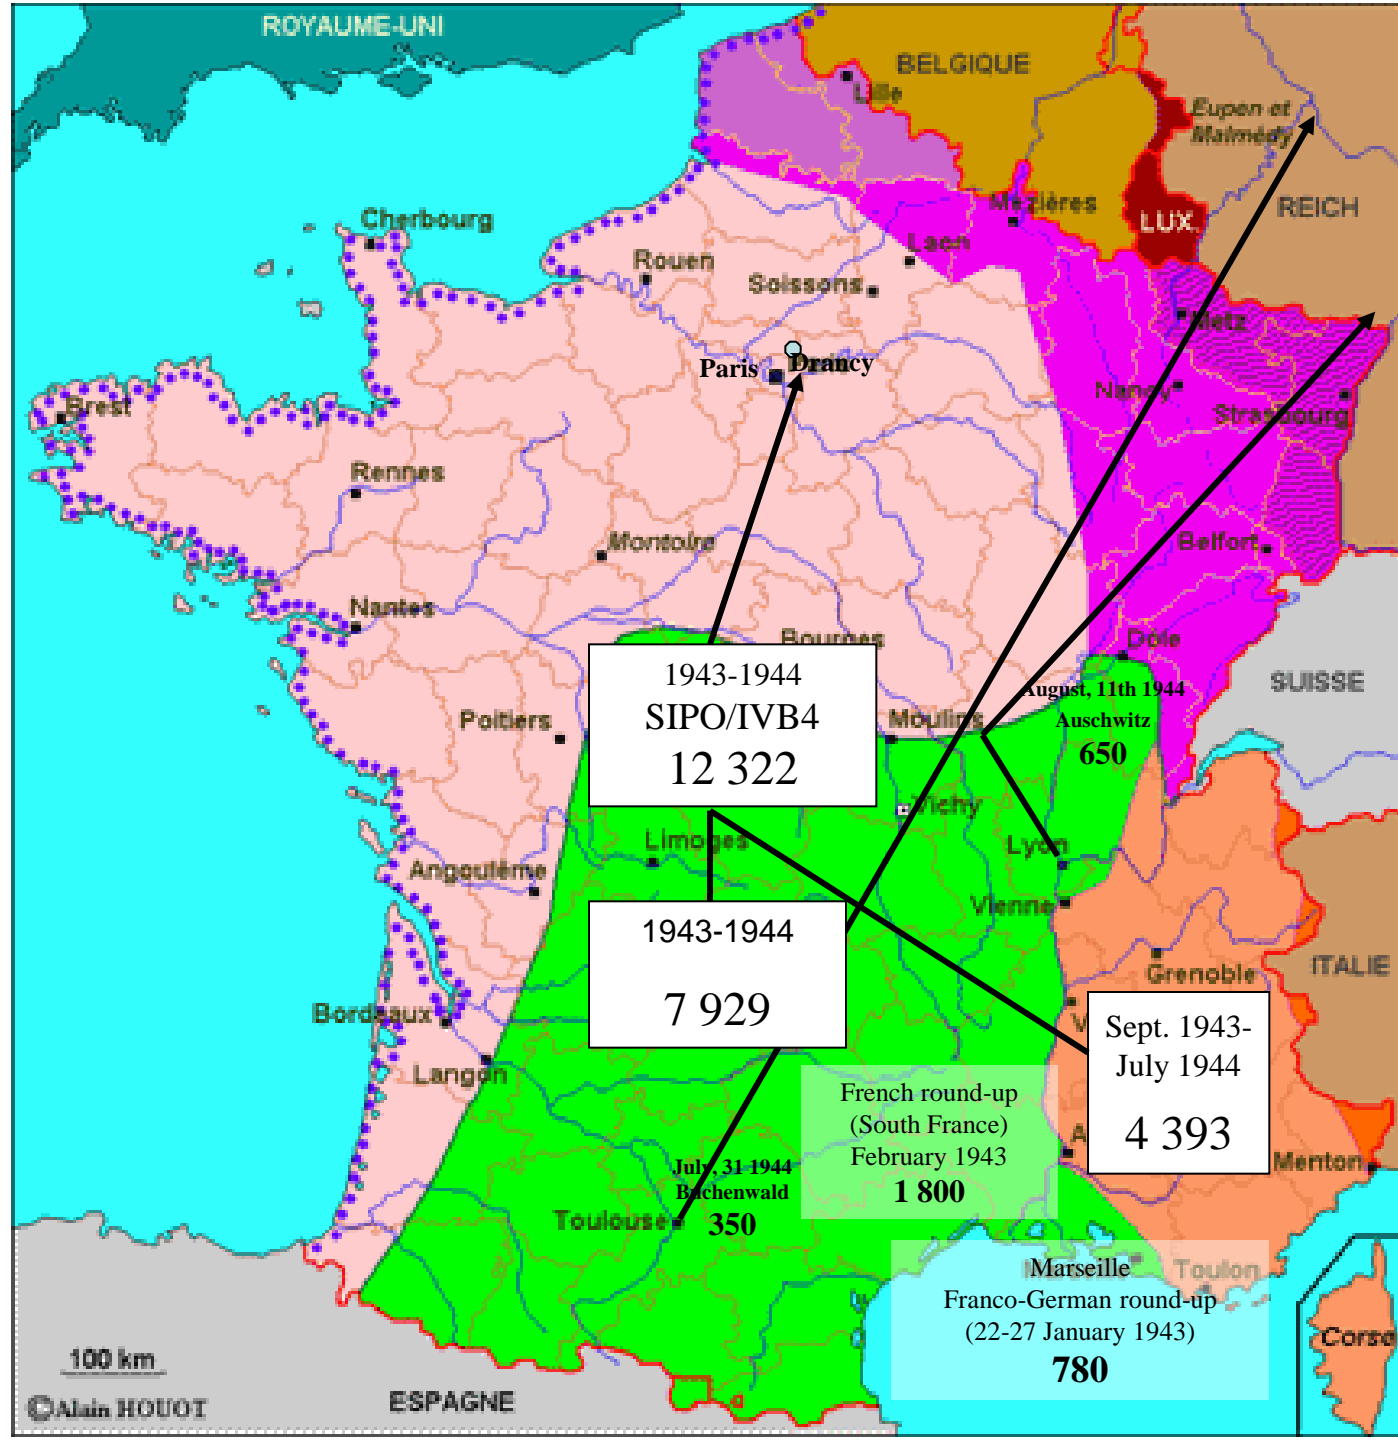 ROYAUME-UNI
BELGIQUE
Lille
Eupen et
Malmédy
REICH
Mézières
LUX.
Cherbourg
Laon
Rouen
Soissons
Metz
Paris
Drancy
Nancy
Strasbourg
Brest
Rennes
Montoire
Belfort
Nantes
Bourges
Dôle
1943-1944
SIPO/IVB4
12 322
August, 11th 1944
Auschwitz
650
SUISSE
Poitiers
Moulins
Vichy
Limoges
Lyon
Angoulême
Vienne
1943-1944
7 929
Grenoble
ITALIE
Bordeaux
V
Sept. 1943-
July 1944
4 393
Langon
French round-up
(South France)
February 1943
1 800
A
Menton
July, 31 1944
Buchenwald
350
Toulouse
Marseille
Toulon
Marseille
Franco-German round-up
(22-27 January 1943)
780
Corse
100 km
ESPAGNE
©Alain HOUOT